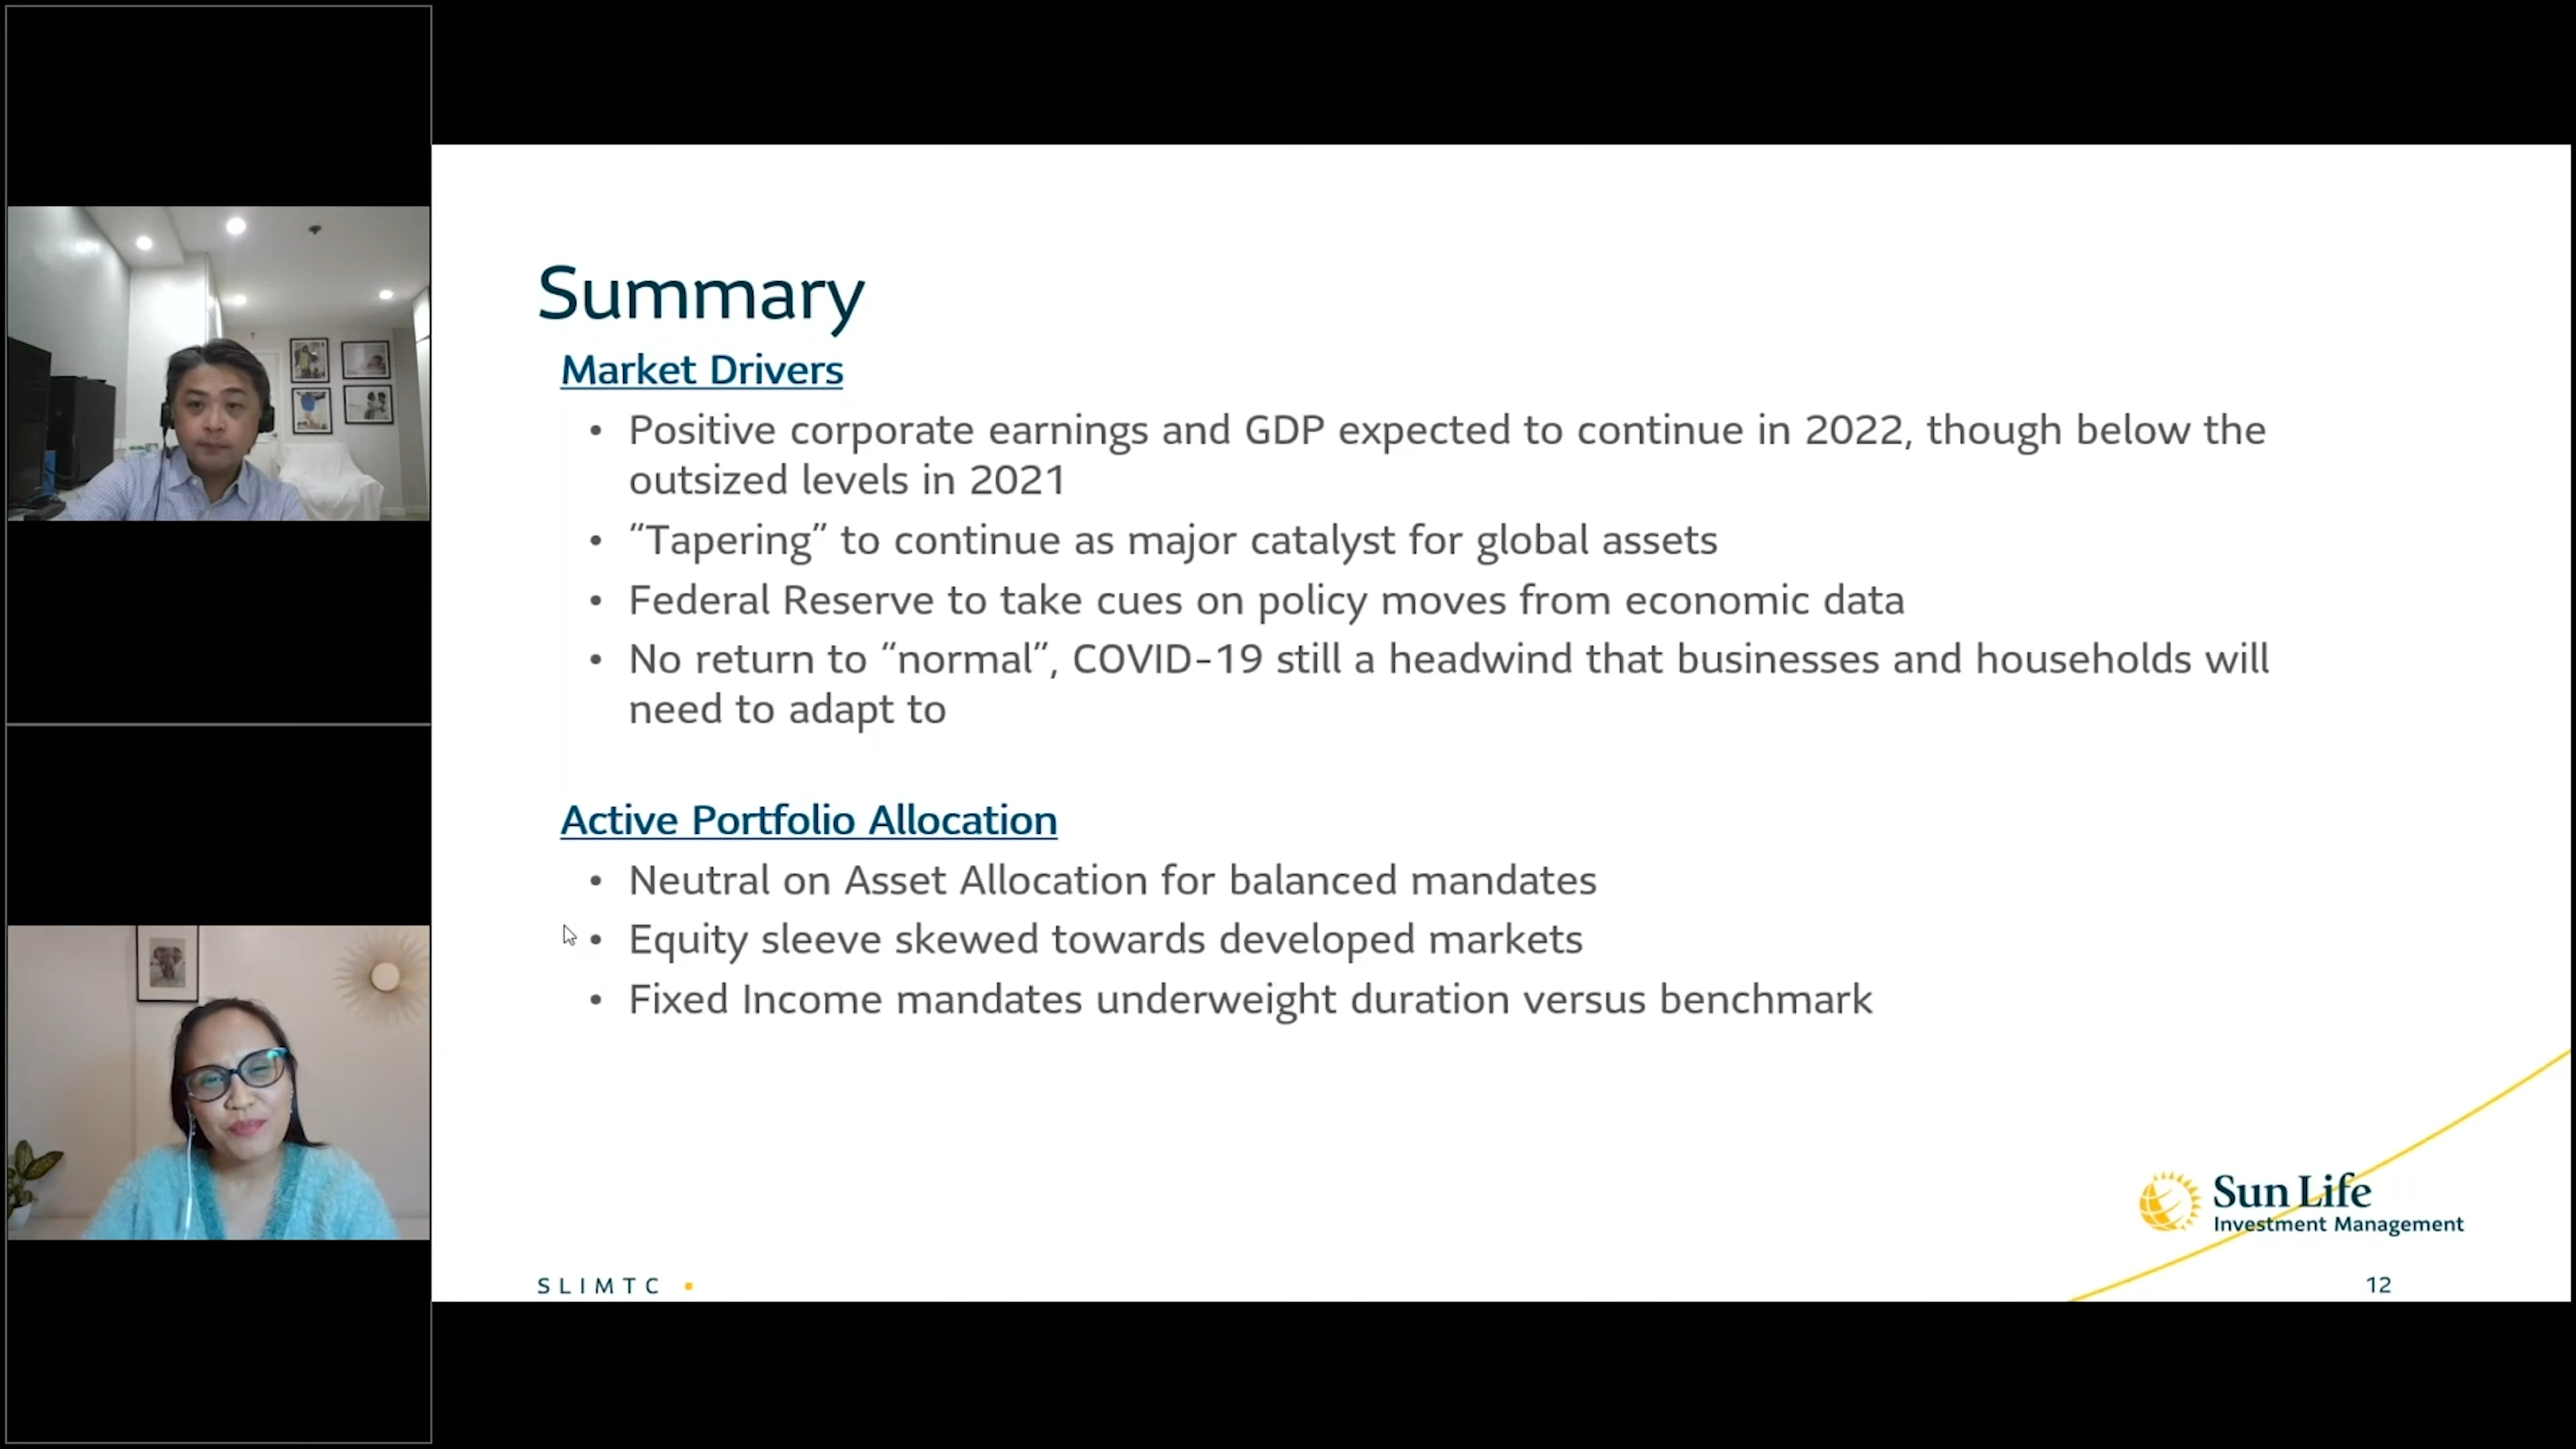 Summary
Market Drivers
• Positive corporate earnings and GDP expected to continue in 2022, though below the
outsized levels in 2021
• “Tapering” to continue as major catalyst for global assets
• Federal Reserve to take cues on policy moves from economic data
• No return to “normal”, COVID-19 still a headwind that businesses and households will
need to adapt to
Active Portfolio Allocation
• Neutral on Asset Allocation for balanced mandates
• Equity sleeve skewed towards developed markets
• Fixed Income mandates underweight duration versus benchmark
Sun Life
Investment Management
SLIMTC •
12